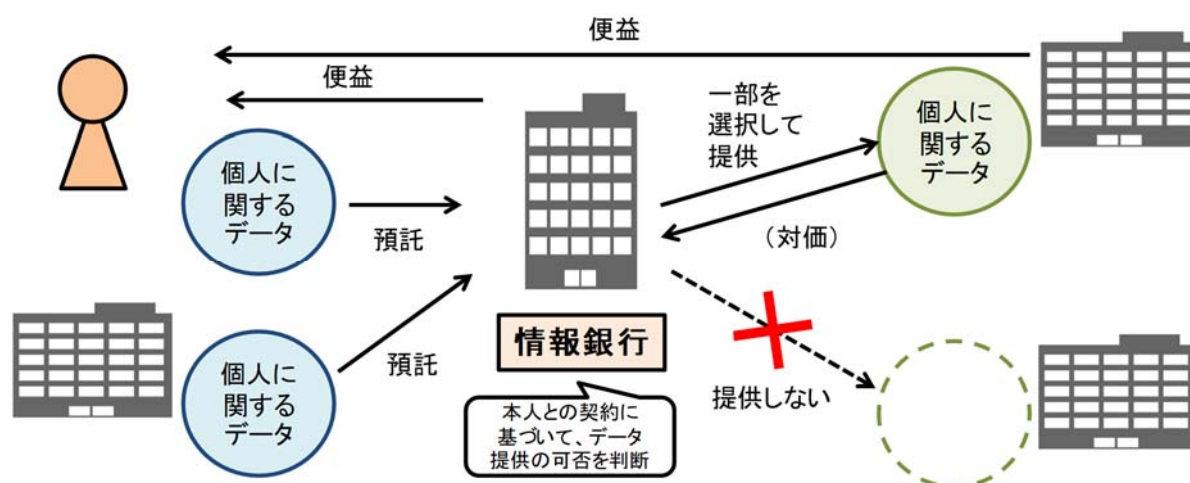 便益
便益
個人に
関する
データ
預託
個人に
関する
データ
預託
情報銀行
本人との契約に
基づいて、データ
提供の可否を判断
一部を
選択して
提供
個人に
関する
データ
（対価）
提供しない